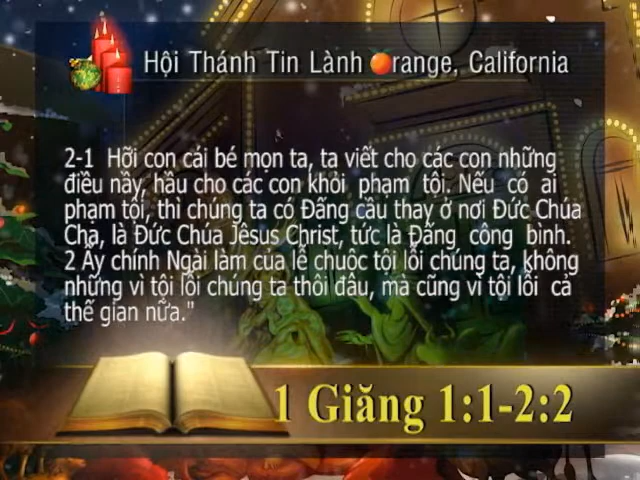 Hội Thánh Tin Lành Orange, California
2-1 Hỡi con cái bé mọn ta, ta viết cho các con những
điều nầy, hầu cho các con khỏi phạm tội. Nếu có ai
phạm tội, thì chúng ta có Đấng cầu thay ở nơi Đức Chúa
Cha, là Đức Chúa Jêsus Christ, tức là Đấng công bình.
2 Ấy chính Ngài làm của lễ chuộc tội lỗi chúng ta, không
những vì tội lỗi chúng ta thôi đâu, mà cũng vì tội lỗi cả
thế gian nữa."
1 Giăng 1:1-2:2